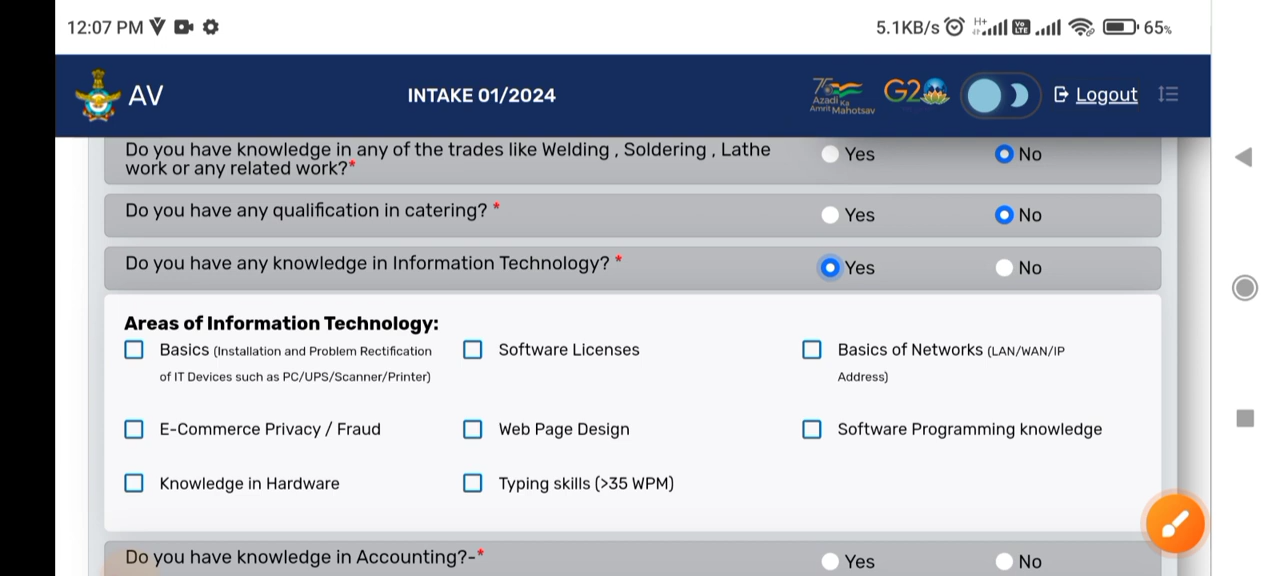 12:07 PM 5.1KB/s H+ 4G Vo LTE 65%
AV INTAKE 01/2024 75 Azadi Ka Amrit Mahotsav G20 Logout
Do you have knowledge in any of the trades like Welding , Soldering , Lathe
work or any related work?* Yes No
Do you have any qualification in catering? * Yes No
Do you have any knowledge in Information Technology? * Yes No
Areas of Information Technology:
Basics (Installation and Problem Rectification
of IT Devices such as PC/UPS/Scanner/Printer)
Software Licenses
Basics of Networks (LAN/WAN/IP
Address)
E-Commerce Privacy / Fraud
Web Page Design
Software Programming knowledge
Knowledge in Hardware
Typing skills (>35 WPM)
Do you have knowledge in Accounting?-* Yes No